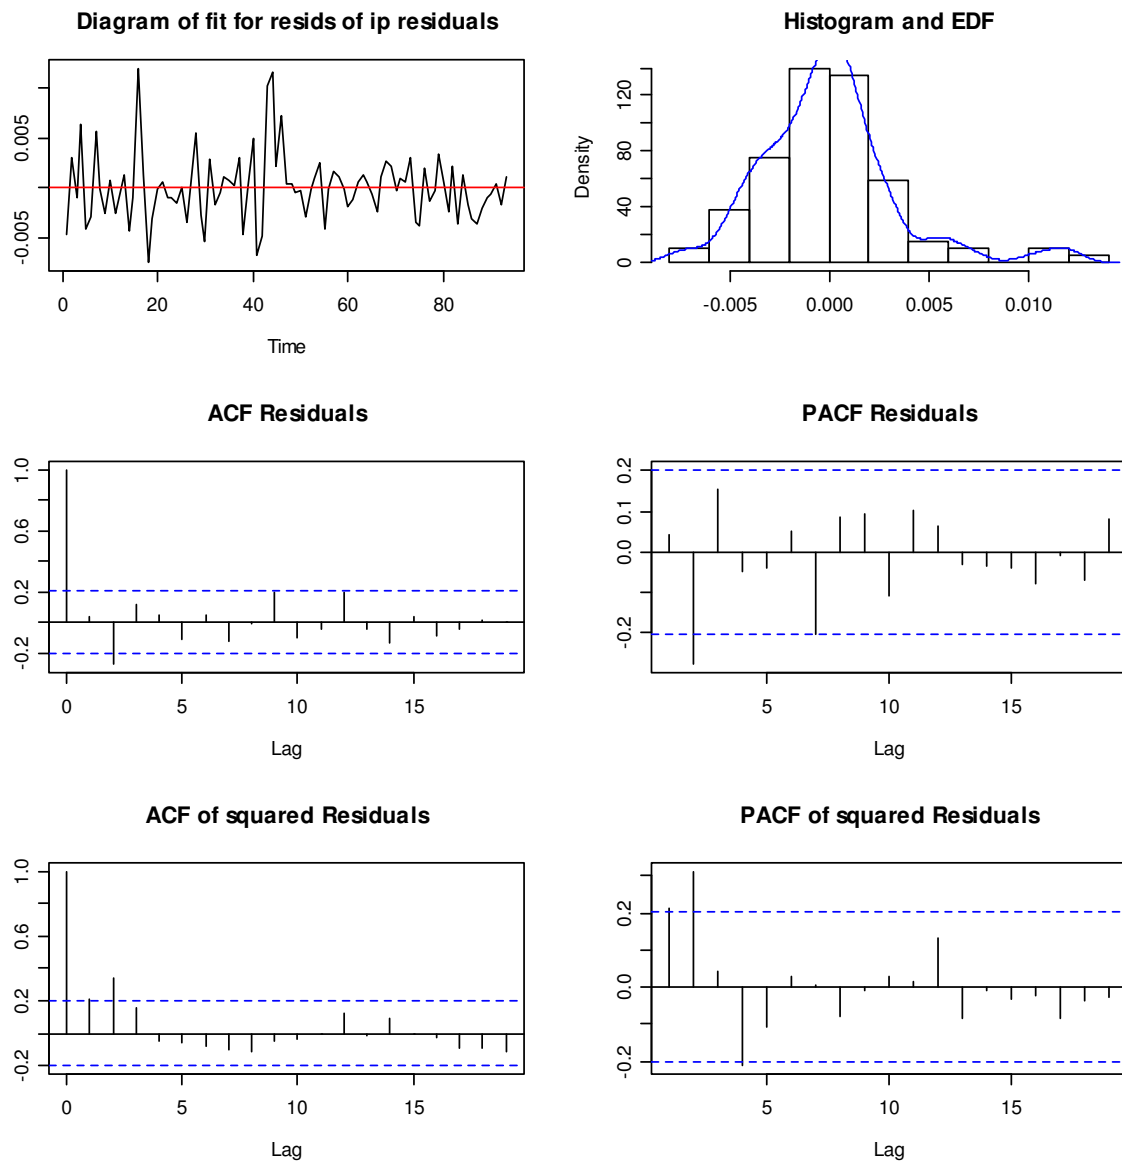 Diagram of fit for resids of ip residuals
0.005
-0.005
0 20 40 60 80
Time
Histogram and EDF
Density
0 40 80 120
-0.005 0.000 0.005 0.010
ACF Residuals
-0.2 0.2 0.6 1.0
0 5 10 15
Lag
PACF Residuals
-0.2 0.0 0.1 0.2
5 10 15
Lag
ACF of squared Residuals
-0.2 0.2 0.6 1.0
0 5 10 15
Lag
PACF of squared Residuals
-0.2 0.0 0.2
5 10 15
Lag